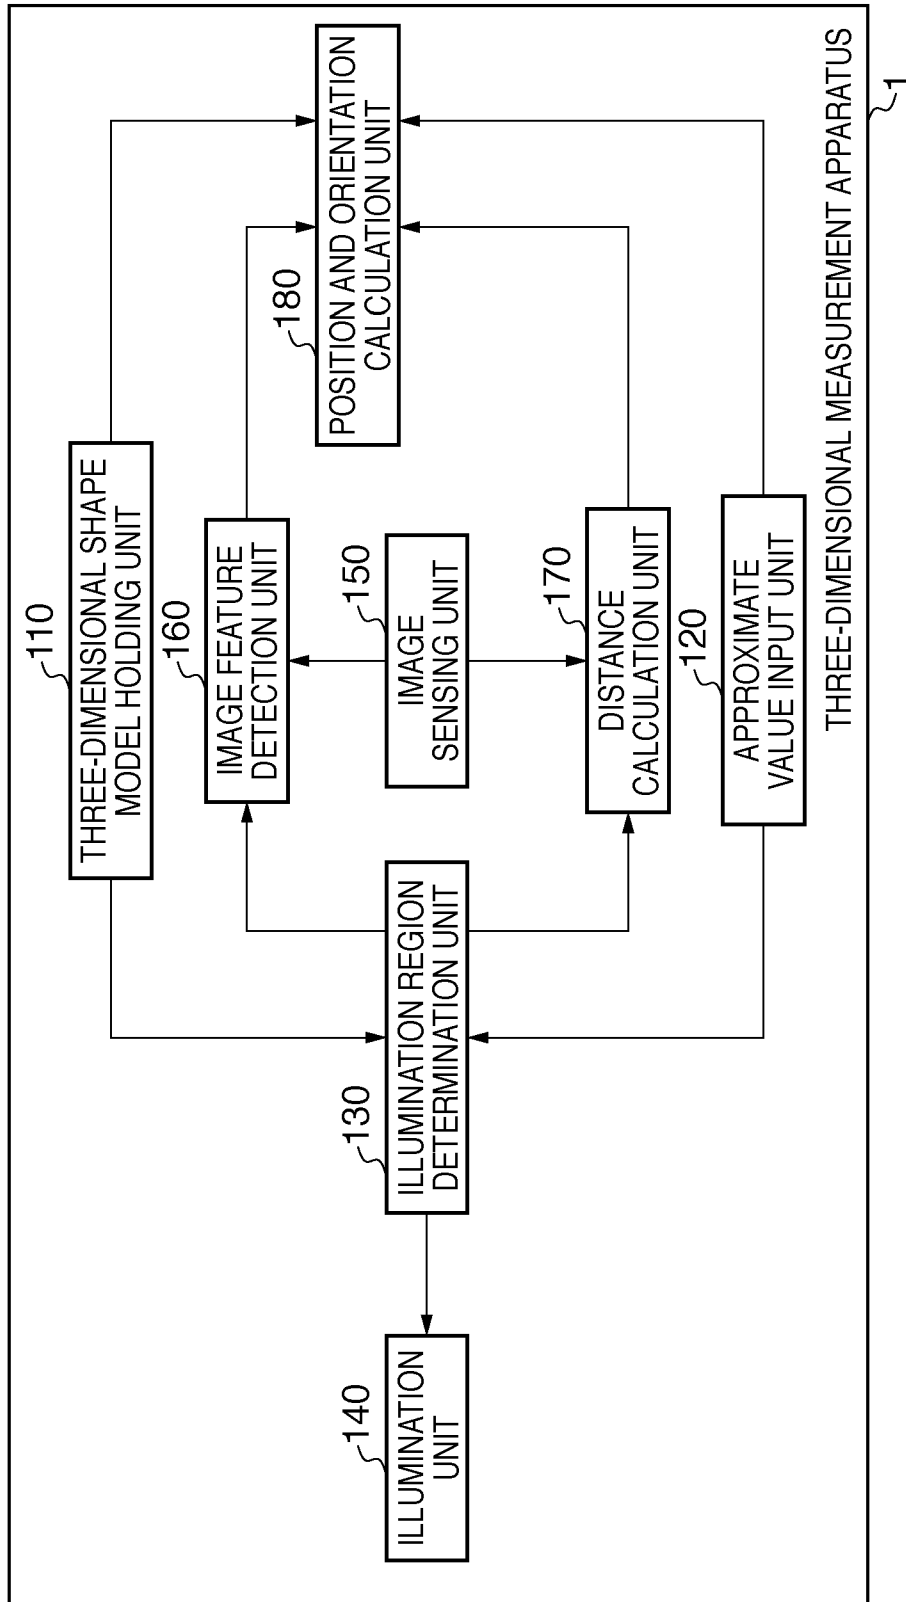 110
THREE-DIMENSIONAL SHAPE
MODEL HOLDING UNIT
160
IMAGE FEATURE
DETECTION UNIT
180
POSITION AND ORIENTATION
CALCULATION UNIT
140
ILLUMINATION
UNIT
130
ILLUMINATION REGION
DETERMINATION UNIT
150
IMAGE
SENSING UNIT
170
DISTANCE
CALCULATION UNIT
120
APPROXIMATE
VALUE INPUT UNIT
THREE-DIMENSIONAL MEASUREMENT APPARATUS
1